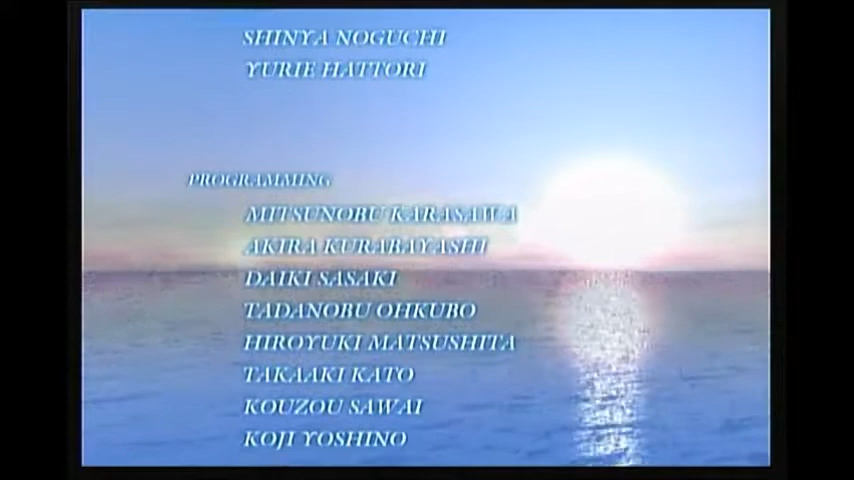 SHINYA NOGUCHI
YURIE HATTORI
PROGRAMMING
MITSUNOBU KARASAWA
AKIRA KURABAYASHI
DAIKI SASAKI
TADANOBU OHKUBO
HIROYUKI MATSUSHITA
TAKAAKI KATO
KOUZOU SAWAI
KOJI YOSHINO